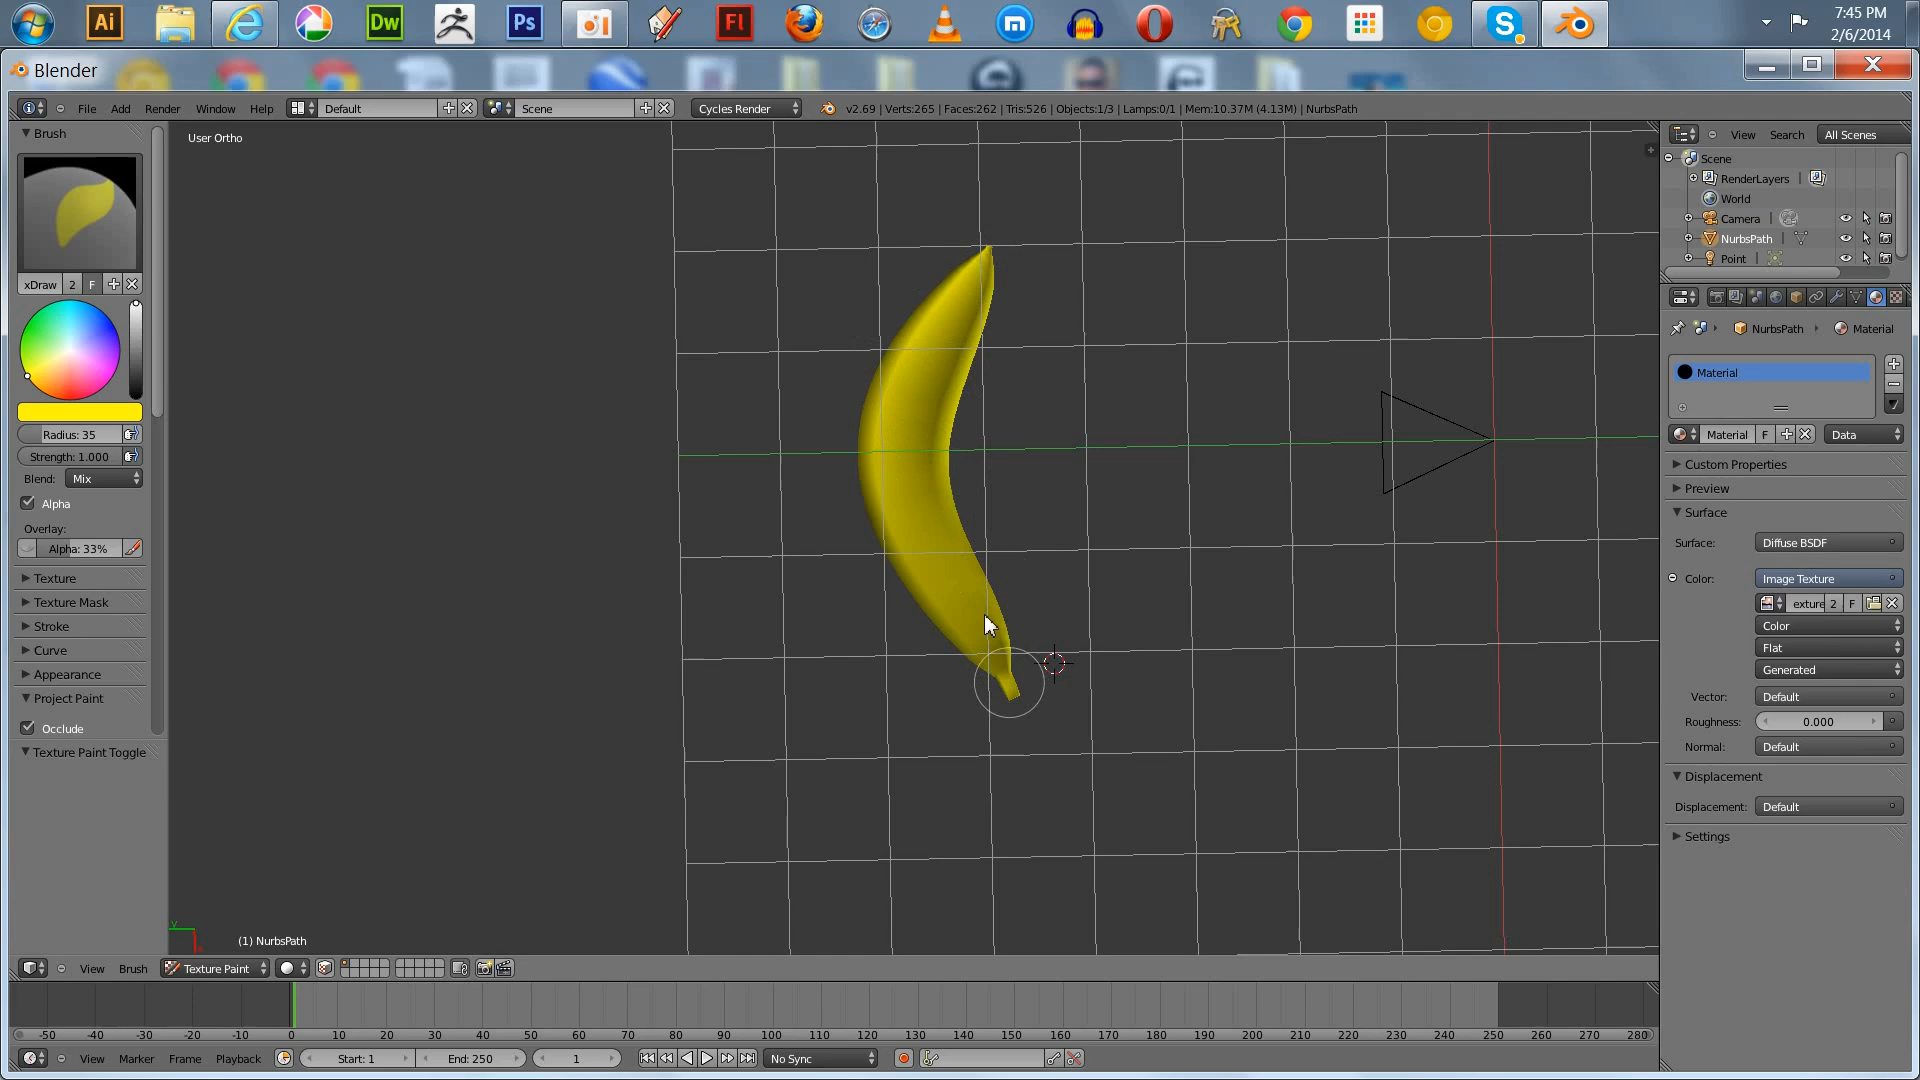 Ai
Dw
Ps
Fl
7:45 PM
2/6/2014
Blender
File Add Render Window Help Default Scene Cycles Render v2.69 | Verts:265 | Faces:262 | Tris:526 | Objects:1/3 | Lamps:0/1 | Mem:10.37M (4.13M) | NurbsPath
Brush
User Ortho
View Search All Scenes
Scene
RenderLayers
World
Camera
NurbsPath
Point
xDraw 2 F
NurbsPath Material
Material
Radius: 35
Material F Data
Strength: 1.000
Blend: Mix
Custom Properties
Preview
Alpha
Surface
Overlay:
Alpha: 33%
Surface: Diffuse BSDF
Texture
Color: Image Texture
Texture Mask
exture 2 F
Stroke
Color
Curve
Flat
Appearance
Generated
Project Paint
Vector: Default
Occlude
Roughness: 0.000
Texture Paint Toggle
Normal: Default
Displacement
Displacement: Default
Settings
Y
(1) NurbsPath
View Brush Texture Paint
-50 -40 -30 -20 -10 0 10 20 30 40 50 60 70 80 90 100 110 120 130 140 150 160 170 180 190 200 210 220 230 240 250 260 270 280
View Marker Frame Playback Start: 1 End: 250 1 No Sync